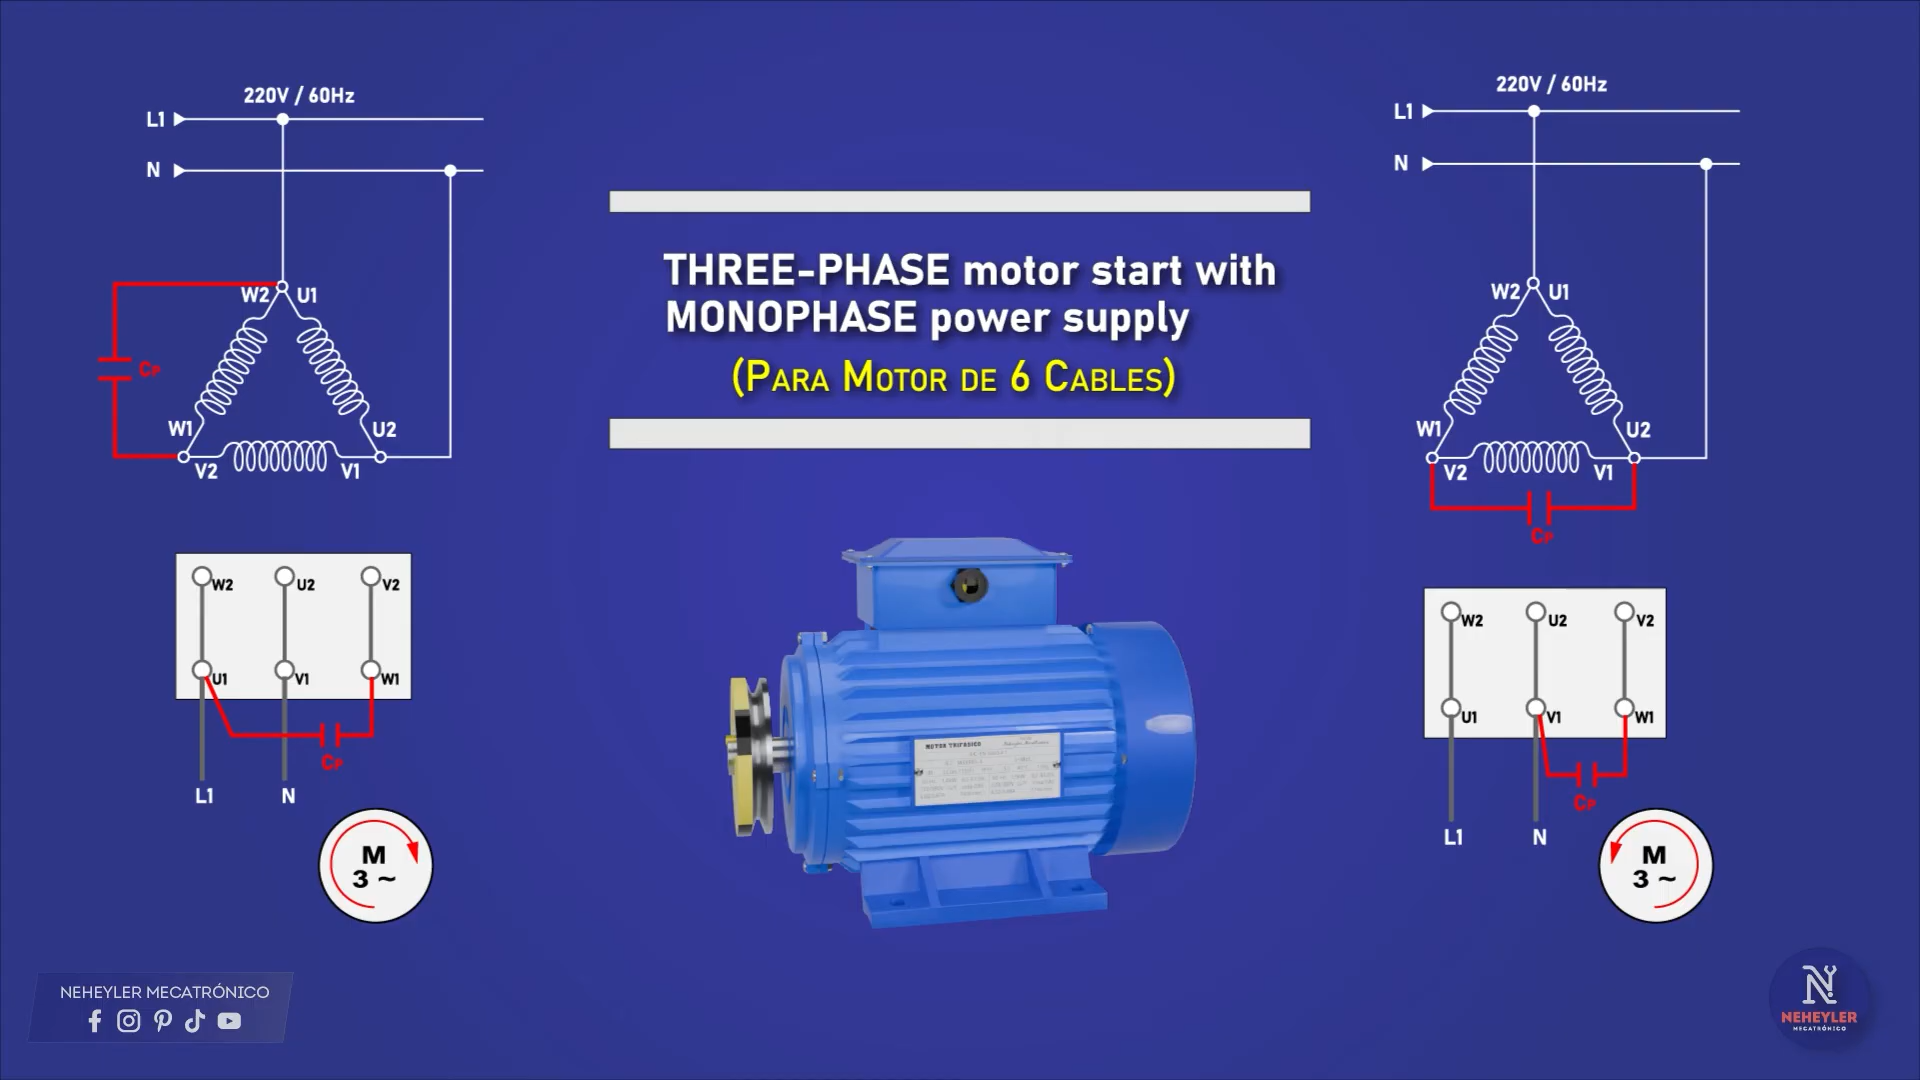 220V / 60Hz
L1
N
W2 U1
CP
W1 U2
V2 V1
W2 U2 V2
U1 V1 W1
CP
L1 N
M
3 ~
THREE-PHASE motor start with
MONOPHASE power supply
(PARA MOTOR DE 6 CABLES)
MOTOR TRIFASICO
220V / 60Hz
L1
N
W2 U1
W1 U2
V2 V1
CP
W2 U2 V2
U1 V1 W1
CP
L1 N
M
3 ~
NEHEYLER MECATRÓNICO
NEHEYLER
MECATRÓNICO